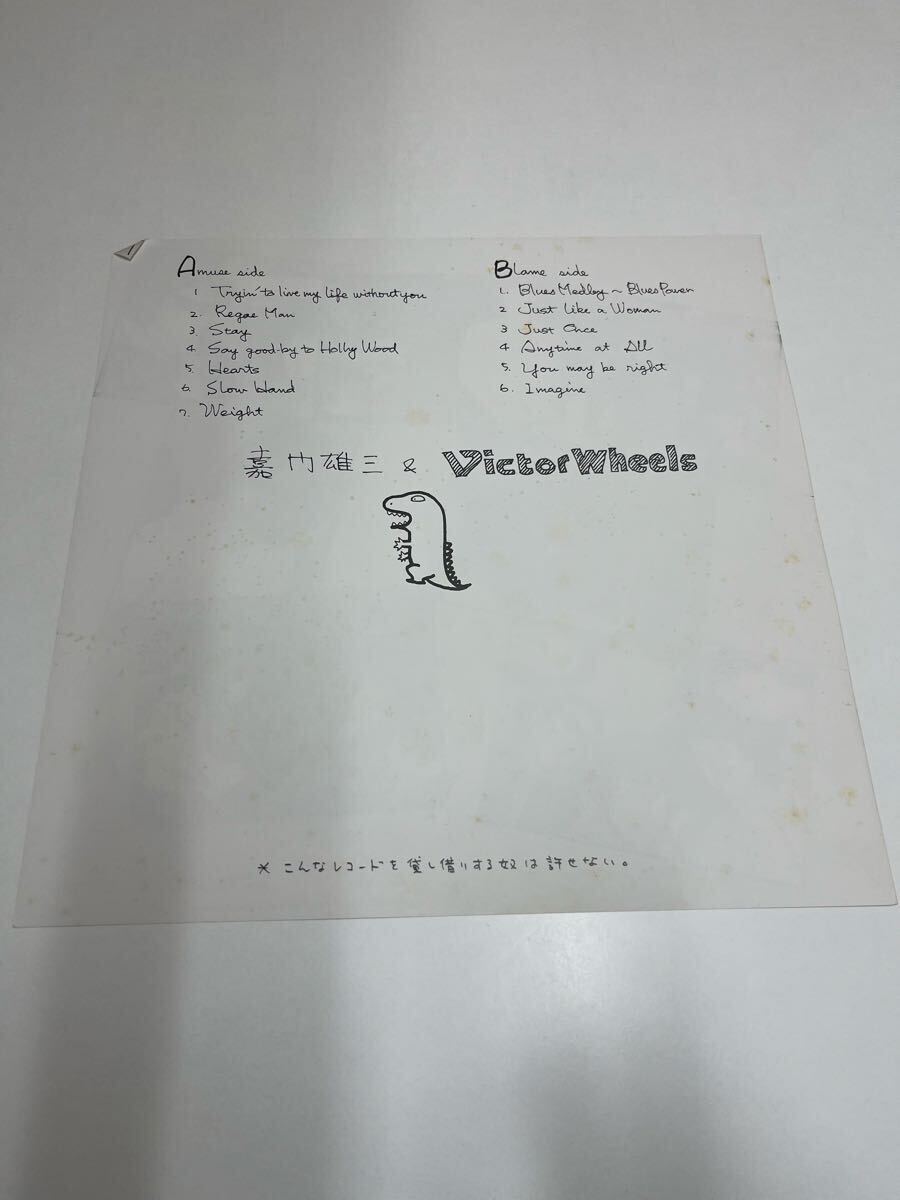 Amuse side
1 Tryin' to live my life without you
2. Regae Man
3. Stay
4. Say good-by to Holly Wood
5. Hearts
6. Slow Hand
7. Weight
Blame side
1. Blues Medley ~ Blues Power
2 Just Like a Woman
3 Just Once
4 Anytime at All
5. You may be right
6. Imagine
嘉門雄三 & Victor Wheels
* こんなレコードを貸し借りする奴は許せない。